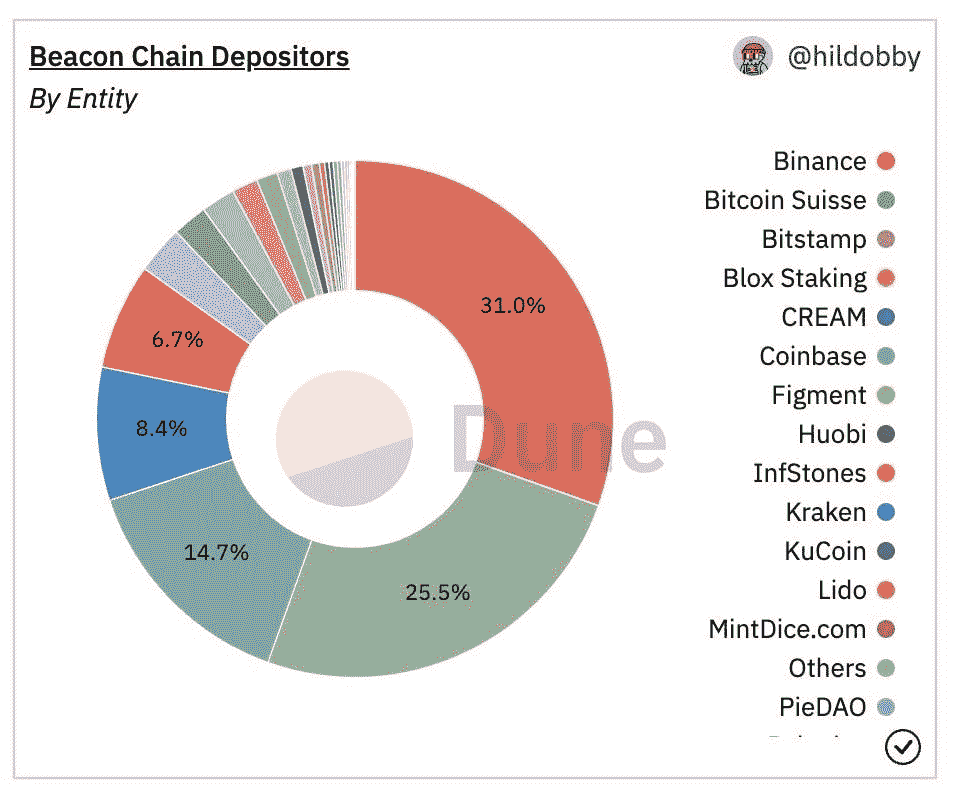 Beacon Chain Depositors
@hildobby
By Entity
Binance
Bitcoin Suisse
Bitstamp
Blox Staking
CREAM
Coinbase
Figment
Huobi
InfStones
Kraken
KuCoin
Lido
MintDice.com
Others
PieDAO
31.0%
25.5%
14.7%
8.4%
6.7%
Dune